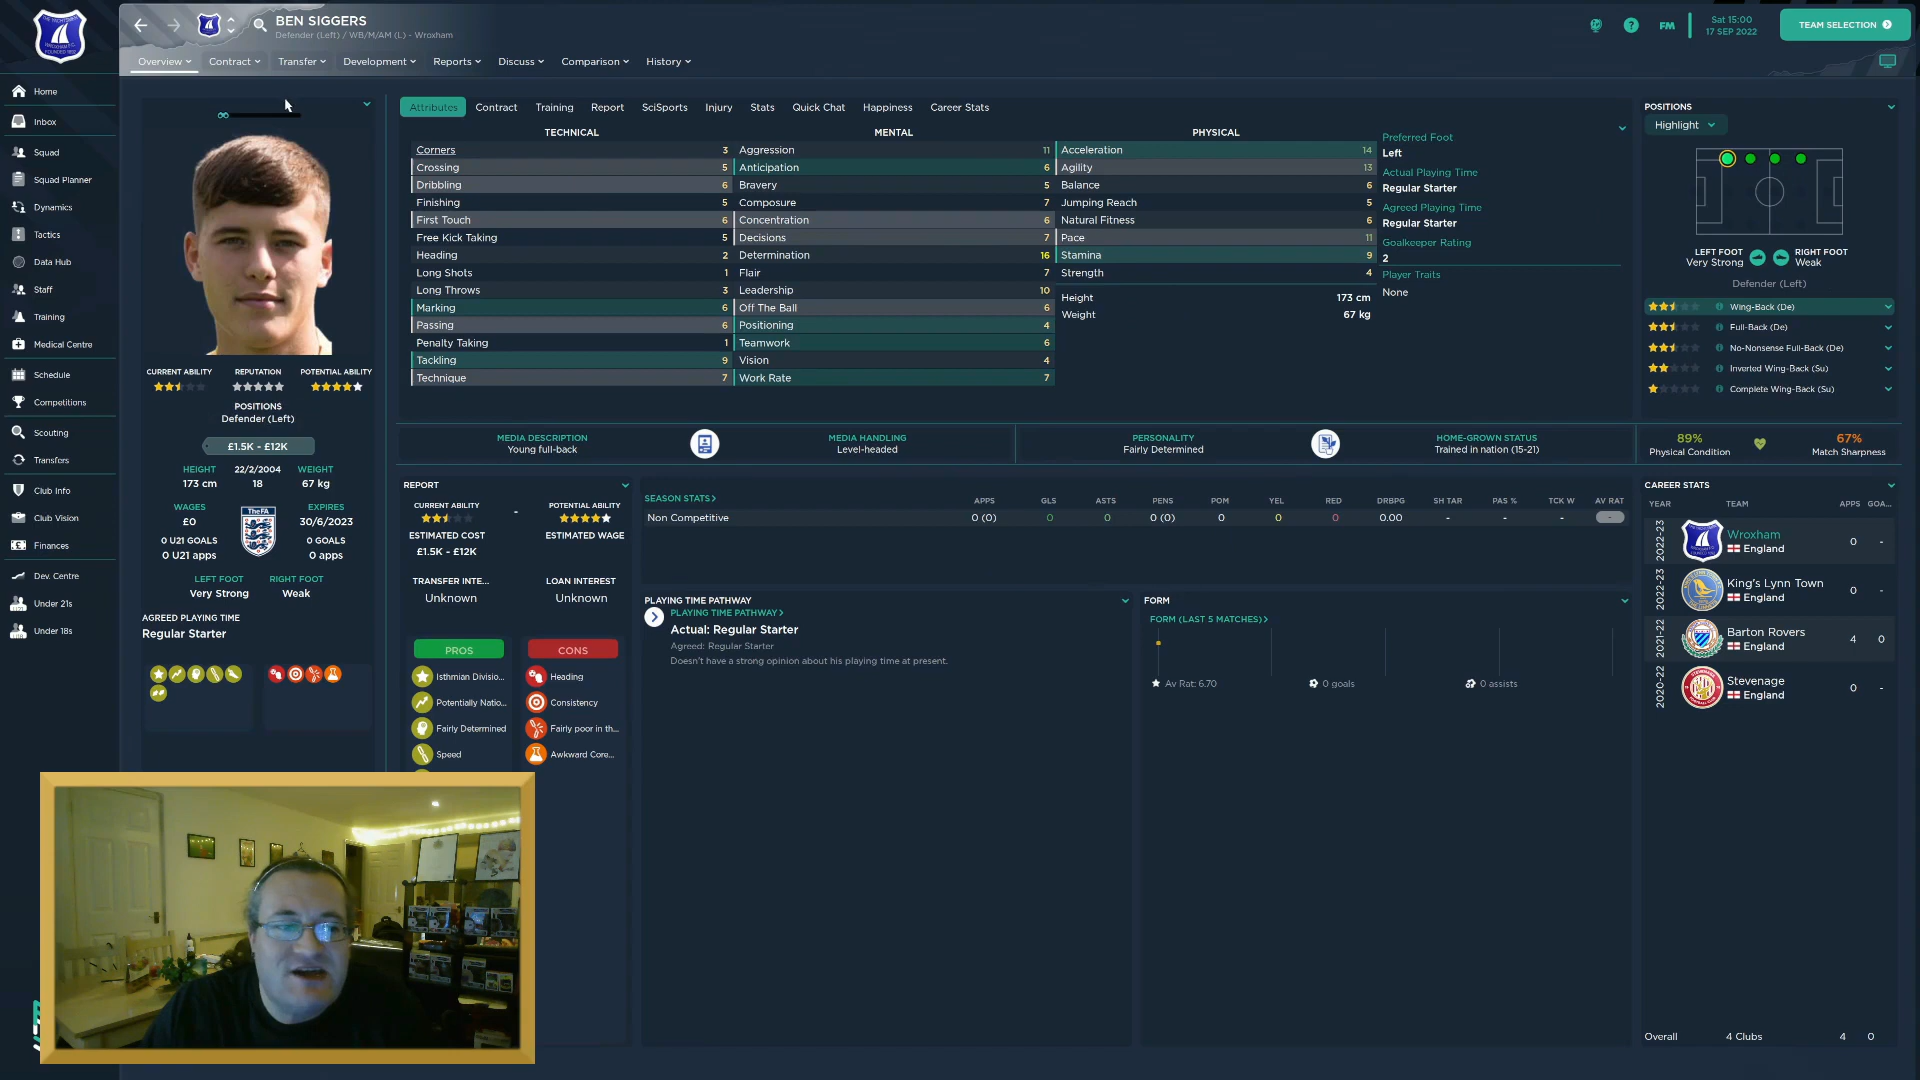 BEN SIGGERS
Defender (Left) / WB/M/AM (L) - Wroxham
FM
Sat 15:00
17 SEP 2022
TEAM SELECTION
Overview
Contract
Transfer
Development
Reports
Discuss
Comparison
History
Home
Inbox
Squad
Squad Planner
Dynamics
Tactics
Data Hub
Staff
Training
Medical Centre
Schedule
Competitions
Scouting
Transfers
Club Info
Club Vision
Finances
Dev. Centre
Under 21s
Under 18s
CURRENT ABILITY
REPUTATION
POTENTIAL ABILITY
POSITIONS
Defender (Left)
£1.5K - £12K
HEIGHT 22/2/2004 WEIGHT
173 cm 18 67 kg
WAGES
£0
TheFA
EXPIRES
30/6/2023
0 U21 GOALS
0 U21 apps
0 GOALS
0 apps
LEFT FOOT
Very Strong
RIGHT FOOT
Weak
AGREED PLAYING TIME
Regular Starter
Attributes Contract Training Report SciSports Injury Stats Quick Chat Happiness Career Stats
TECHNICAL
Corners 3
Crossing 5
Dribbling 6
Finishing 5
First Touch 6
Free Kick Taking 5
Heading 2
Long Shots 1
Long Throws 3
Marking 6
Passing 6
Penalty Taking 1
Tackling 9
Technique 7
MENTAL
Aggression 11
Anticipation 6
Bravery 5
Composure 7
Concentration 6
Decisions 7
Determination 16
Flair 7
Leadership 10
Off The Ball 6
Positioning 4
Teamwork 6
Vision 4
Work Rate 7
PHYSICAL
Acceleration 14
Agility 13
Balance 6
Jumping Reach 5
Natural Fitness 6
Pace 11
Stamina 9
Strength 4
Height 173 cm
Weight 67 kg
Preferred Foot
Left
Actual Playing Time
Regular Starter
Agreed Playing Time
Regular Starter
Goalkeeper Rating
2
Player Traits
None
POSITIONS
Highlight
LEFT FOOT
Very Strong
RIGHT FOOT
Weak
Defender (Left)
Wing-Back (De)
Full-Back (De)
No-Nonsense Full-Back (De)
Inverted Wing-Back (Su)
Complete Wing-Back (Su)
MEDIA DESCRIPTION
Young full-back
MEDIA HANDLING
Level-headed
PERSONALITY
Fairly Determined
HOME-GROWN STATUS
Trained in nation (15-21)
89%
Physical Condition
67%
Match Sharpness
REPORT
CURRENT ABILITY - POTENTIAL ABILITY
ESTIMATED COST
£1.5K - £12K
ESTIMATED WAGE
TRANSFER INTE...
Unknown
LOAN INTEREST
Unknown
PROS
Isthmian Divisio...
Potentially Natio...
Fairly Determined
Speed
CONS
Heading
Consistency
Fairly poor in th...
Awkward Core...
SEASON STATS APPS GLS ASTS PENS POM YEL RED DRBPG SH TAR PAS % TCK W AV RAT
Non Competitive 0 (0) 0 0 0 (0) 0 0 0 0.00 - - - -
PLAYING TIME PATHWAY
PLAYING TIME PATHWAY
Actual: Regular Starter
Agreed: Regular Starter
Doesn't have a strong opinion about his playing time at present.
FORM
FORM (LAST 5 MATCHES)
Av Rat: 6.70
0 goals
0 assists
CAREER STATS
YEAR TEAM APPS GOA...
2022-23 Wroxham England 0 -
2022-23 King's Lynn Town England 0 -
2021-22 Barton Rovers England 4 0
2020-22 Stevenage England 0 -
Overall 4 Clubs 4 0